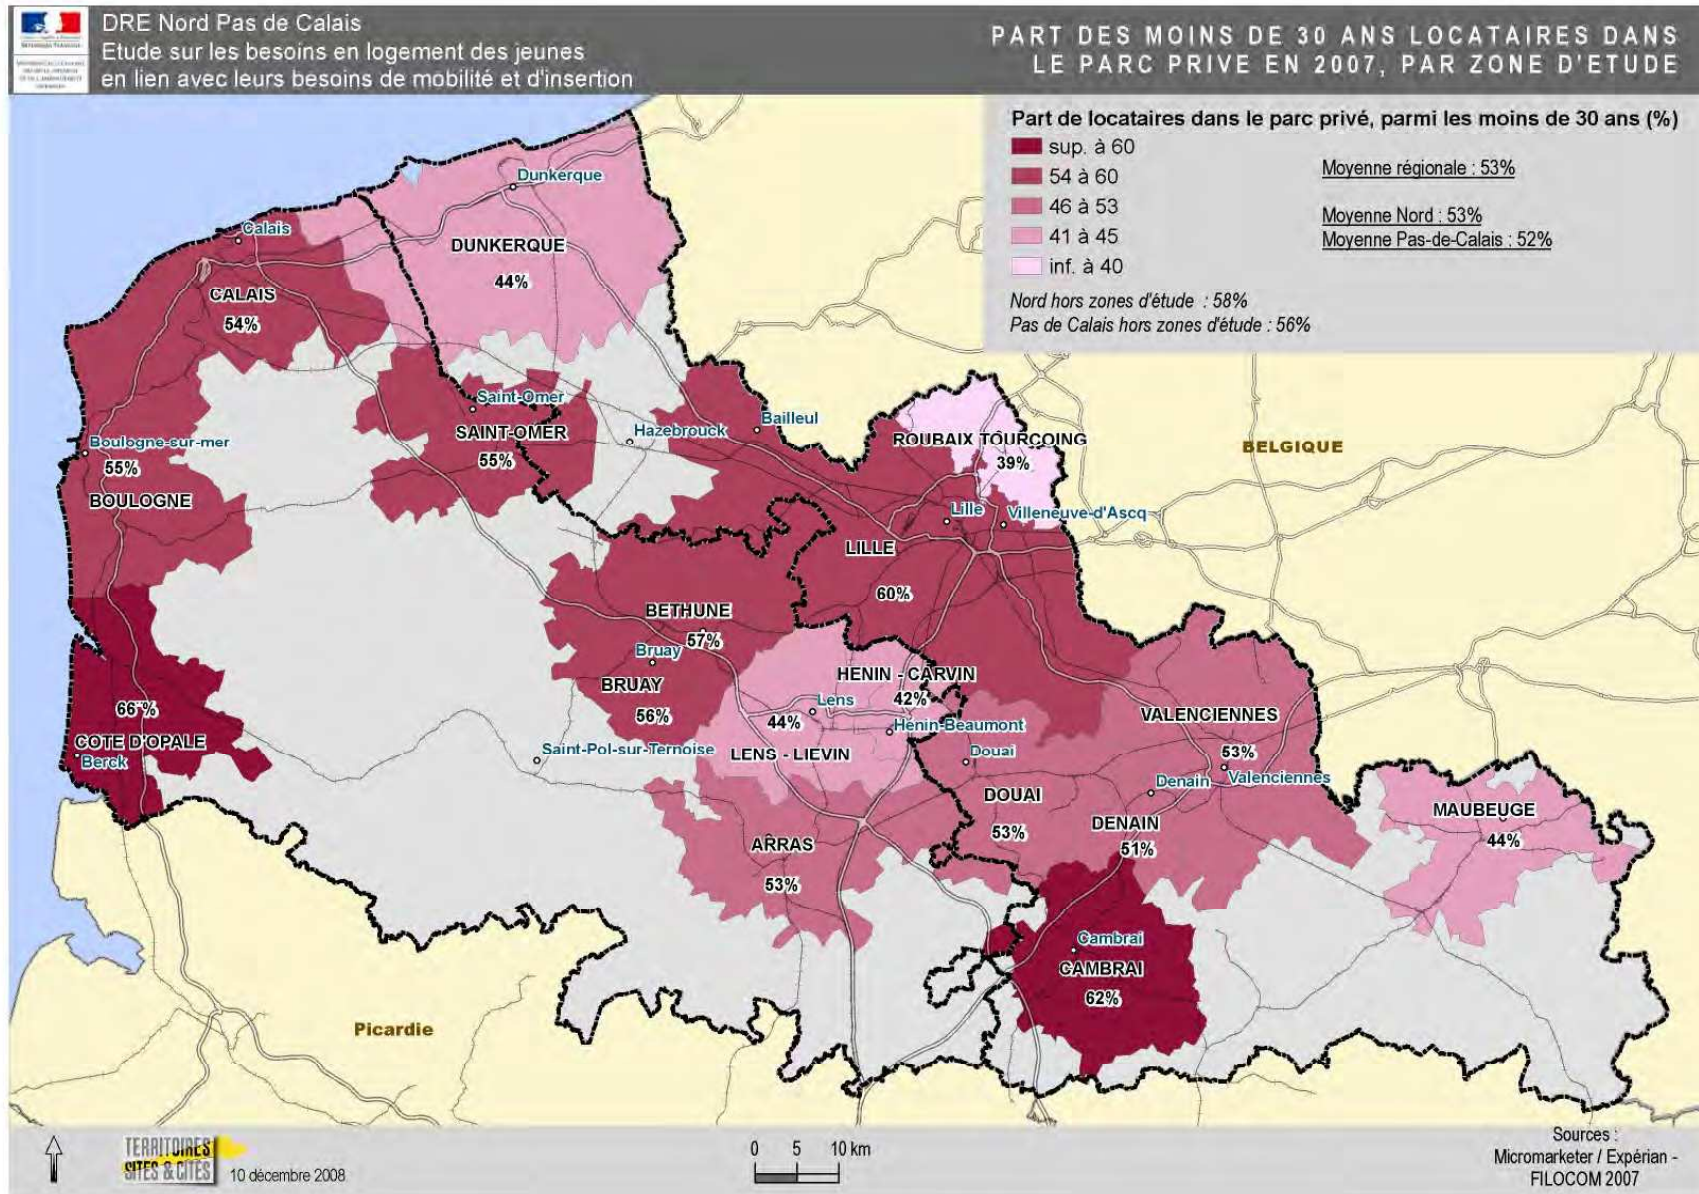 DRE Nord Pas de Calais
Etude sur les besoins en logement des jeunes
en lien avec leurs besoins de mobilité et d'insertion
PART DES MOINS DE 30 ANS LOCATAIRES DANS
LE PARC PRIVE EN 2007, PAR ZONE D'ETUDE
Part de locataires dans le parc privé, parmi les moins de 30 ans (%)
sup. à 60
54 à 60
46 à 53
41 à 45
inf. à 40
Moyenne régionale : 53%
Moyenne Nord : 53%
Moyenne Pas-de-Calais : 52%
Nord hors zones d'étude : 58%
Pas de Calais hors zones d'étude : 56%
Dunkerque
DUNKERQUE
44%
Calais
CALAIS
54%
Saint-Omer
SAINT-OMER
55%
Hazebrouck
Bailleul
ROUBAIX TOURCOING
39%
BELGIQUE
Boulogne-sur-mer
55%
BOULOGNE
Lille
Villeneuve-d'Ascq
LILLE
60%
BETHUNE
57%
Bruay
BRUAY
56%
HENIN - CARVIN
42%
Lens
44%
Henin-Beaumont
LENS - LIEVIN
66%
COTE D'OPALE
Berck
Saint-Pol-sur-Ternoise
VALENCIENNES
53%
Valenciennes
Douai
DOUAI
53%
Denain
DENAIN
51%
MAUBEUGE
44%
ARRAS
53%
Cambrai
CAMBRAI
62%
Picardie
TERRITOIRES
SITES & CITÉS
10 décembre 2008
0 5 10 km
Sources :
Micromarketer / Expérian -
FILOCOM 2007